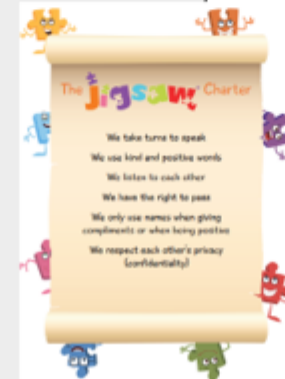 The Jigsaw Charter
We take turns to speak
We use kind and positive words
We listen to each other
We have the right to pass
We only use names when giving
compliments or when being positive
We respect each other's privacy
(confidentiality)